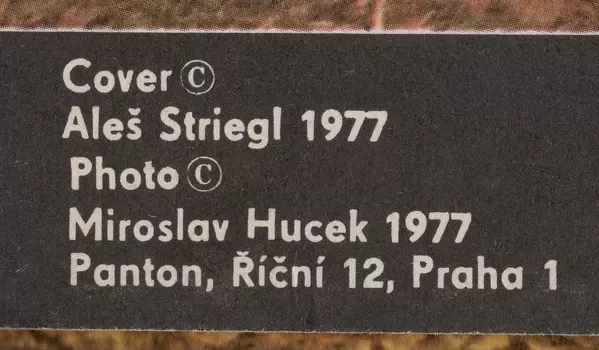 Cover ©
Aleš Striegl 1977
Photo ©
Miroslav Hucek 1977
Panton, Říční 12, Praha 1